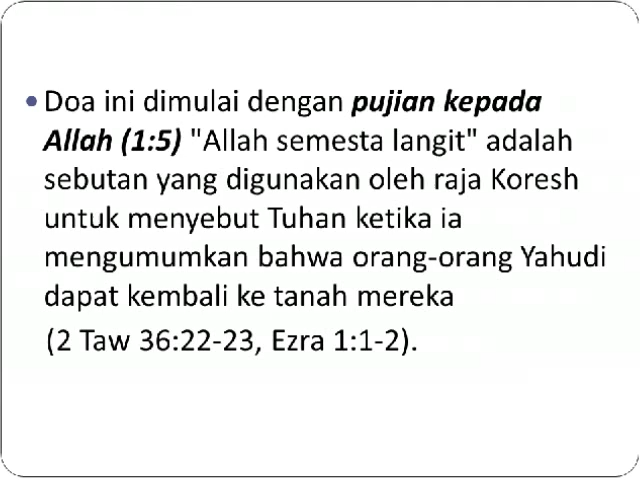 • Doa ini dimulai dengan pujian kepada
Allah (1:5) "Allah semesta langit" adalah
sebutan yang digunakan oleh raja Koresh
untuk menyebut Tuhan ketika ia
mengumumkan bahwa orang-orang Yahudi
dapat kembali ke tanah mereka
(2 Taw 36:22-23, Ezra 1:1-2).